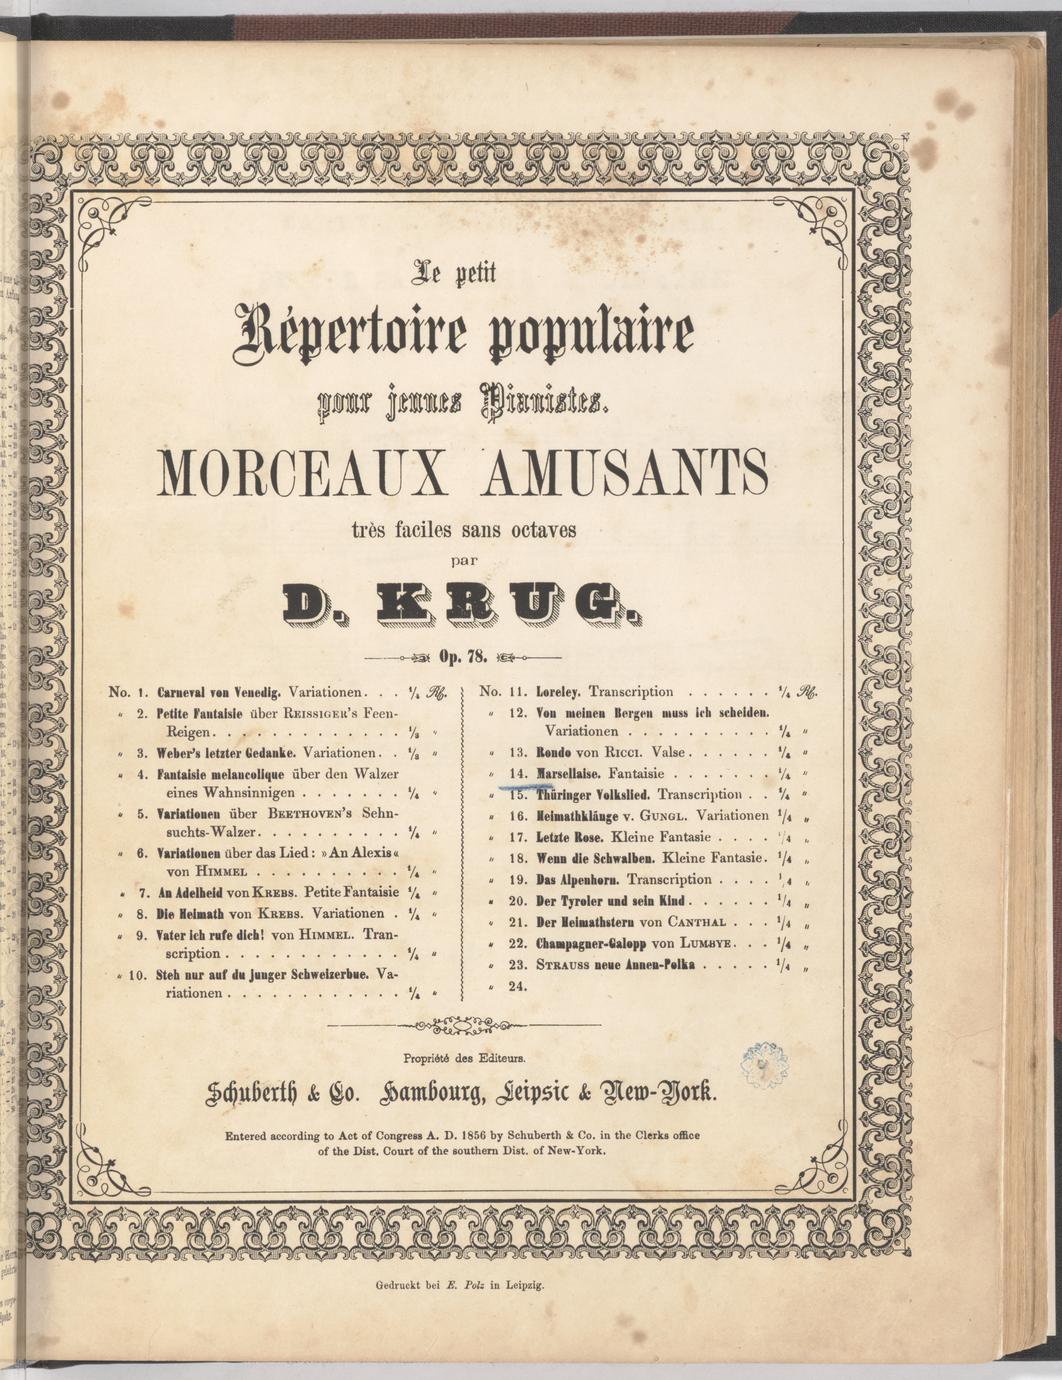 Le petit
Répertoire populaire
pour jeunes Pianistes.
MORCEAUX AMUSANTS
très faciles sans octaves
par
D. KRUG.
Op. 78.
No. 1. Carneval von Venedig. Variationen. . . ¼ Rℓ.
" 2. Petite Fantaisie über REISSIGER'S Feen-
Reigen. . . . . . . . . . . . . ⅓ "
" 3. Weber's letzter Gedanke. Variationen. . ⅓ "
" 4. Fantaisie melancolique über den Walzer
eines Wahnsinnigen . . . . . . . . ¼ "
" 5. Variationen über BEETHOVEN'S Sehn-
suchts-Walzer. . . . . . . . . . . ¼ "
" 6. Variationen über das Lied: »An Alexis«
von HIMMEL . . . . . . . . . . . ¼ "
" 7. An Adelheid von KREBS. Petite Fantaisie ¼ "
" 8. Die Heimath von KREBS. Variationen . ¼ "
" 9. Vater ich rufe dich! von HIMMEL. Tran-
scription . . . . . . . . . . . . ¼ "
" 10. Steh nur auf du junger Schweizerbue. Va-
riationen . . . . . . . . . . . . ¼ "
No. 11. Loreley. Transcription . . . . . . ¼ Rℓ.
" 12. Von meinen Bergen muss ich scheiden.
Variationen . . . . . . . . . . ¼ "
" 13. Rondo von RICCI. Valse . . . . . . ¼ "
" 14. Marsellaise. Fantaisie . . . . . . . ¼ "
" 15. Thüringer Volkslied. Transcription . . ¼ "
" 16. Heimathklänge v. GUNGL. Variationen ¼ "
" 17. Letzte Rose. Kleine Fantasie . . . . ¼ "
" 18. Wenn die Schwalben. Kleine Fantasie. ¼ "
" 19. Das Alpenhorn. Transcription . . . . ¼ "
" 20. Der Tyroler und sein Kind . . . . . . ¼ "
" 21. Der Heimathstern von CANTHAL . . . ¼ "
" 22. Champagner-Galopp von LUMBYE. . . ¼ "
" 23. STRAUSS neue Annen-Polka . . . . . ¼ "
" 24.
Propriété des Editeurs.
Schuberth & Co. Hambourg, Leipsic & New-York.
Entered according to Act of Congress A. D. 1856 by Schuberth & Co. in the Clerks office
of the Dist. Court of the southern Dist. of New-York.
Gedruckt bei E. Polz in Leipzig.